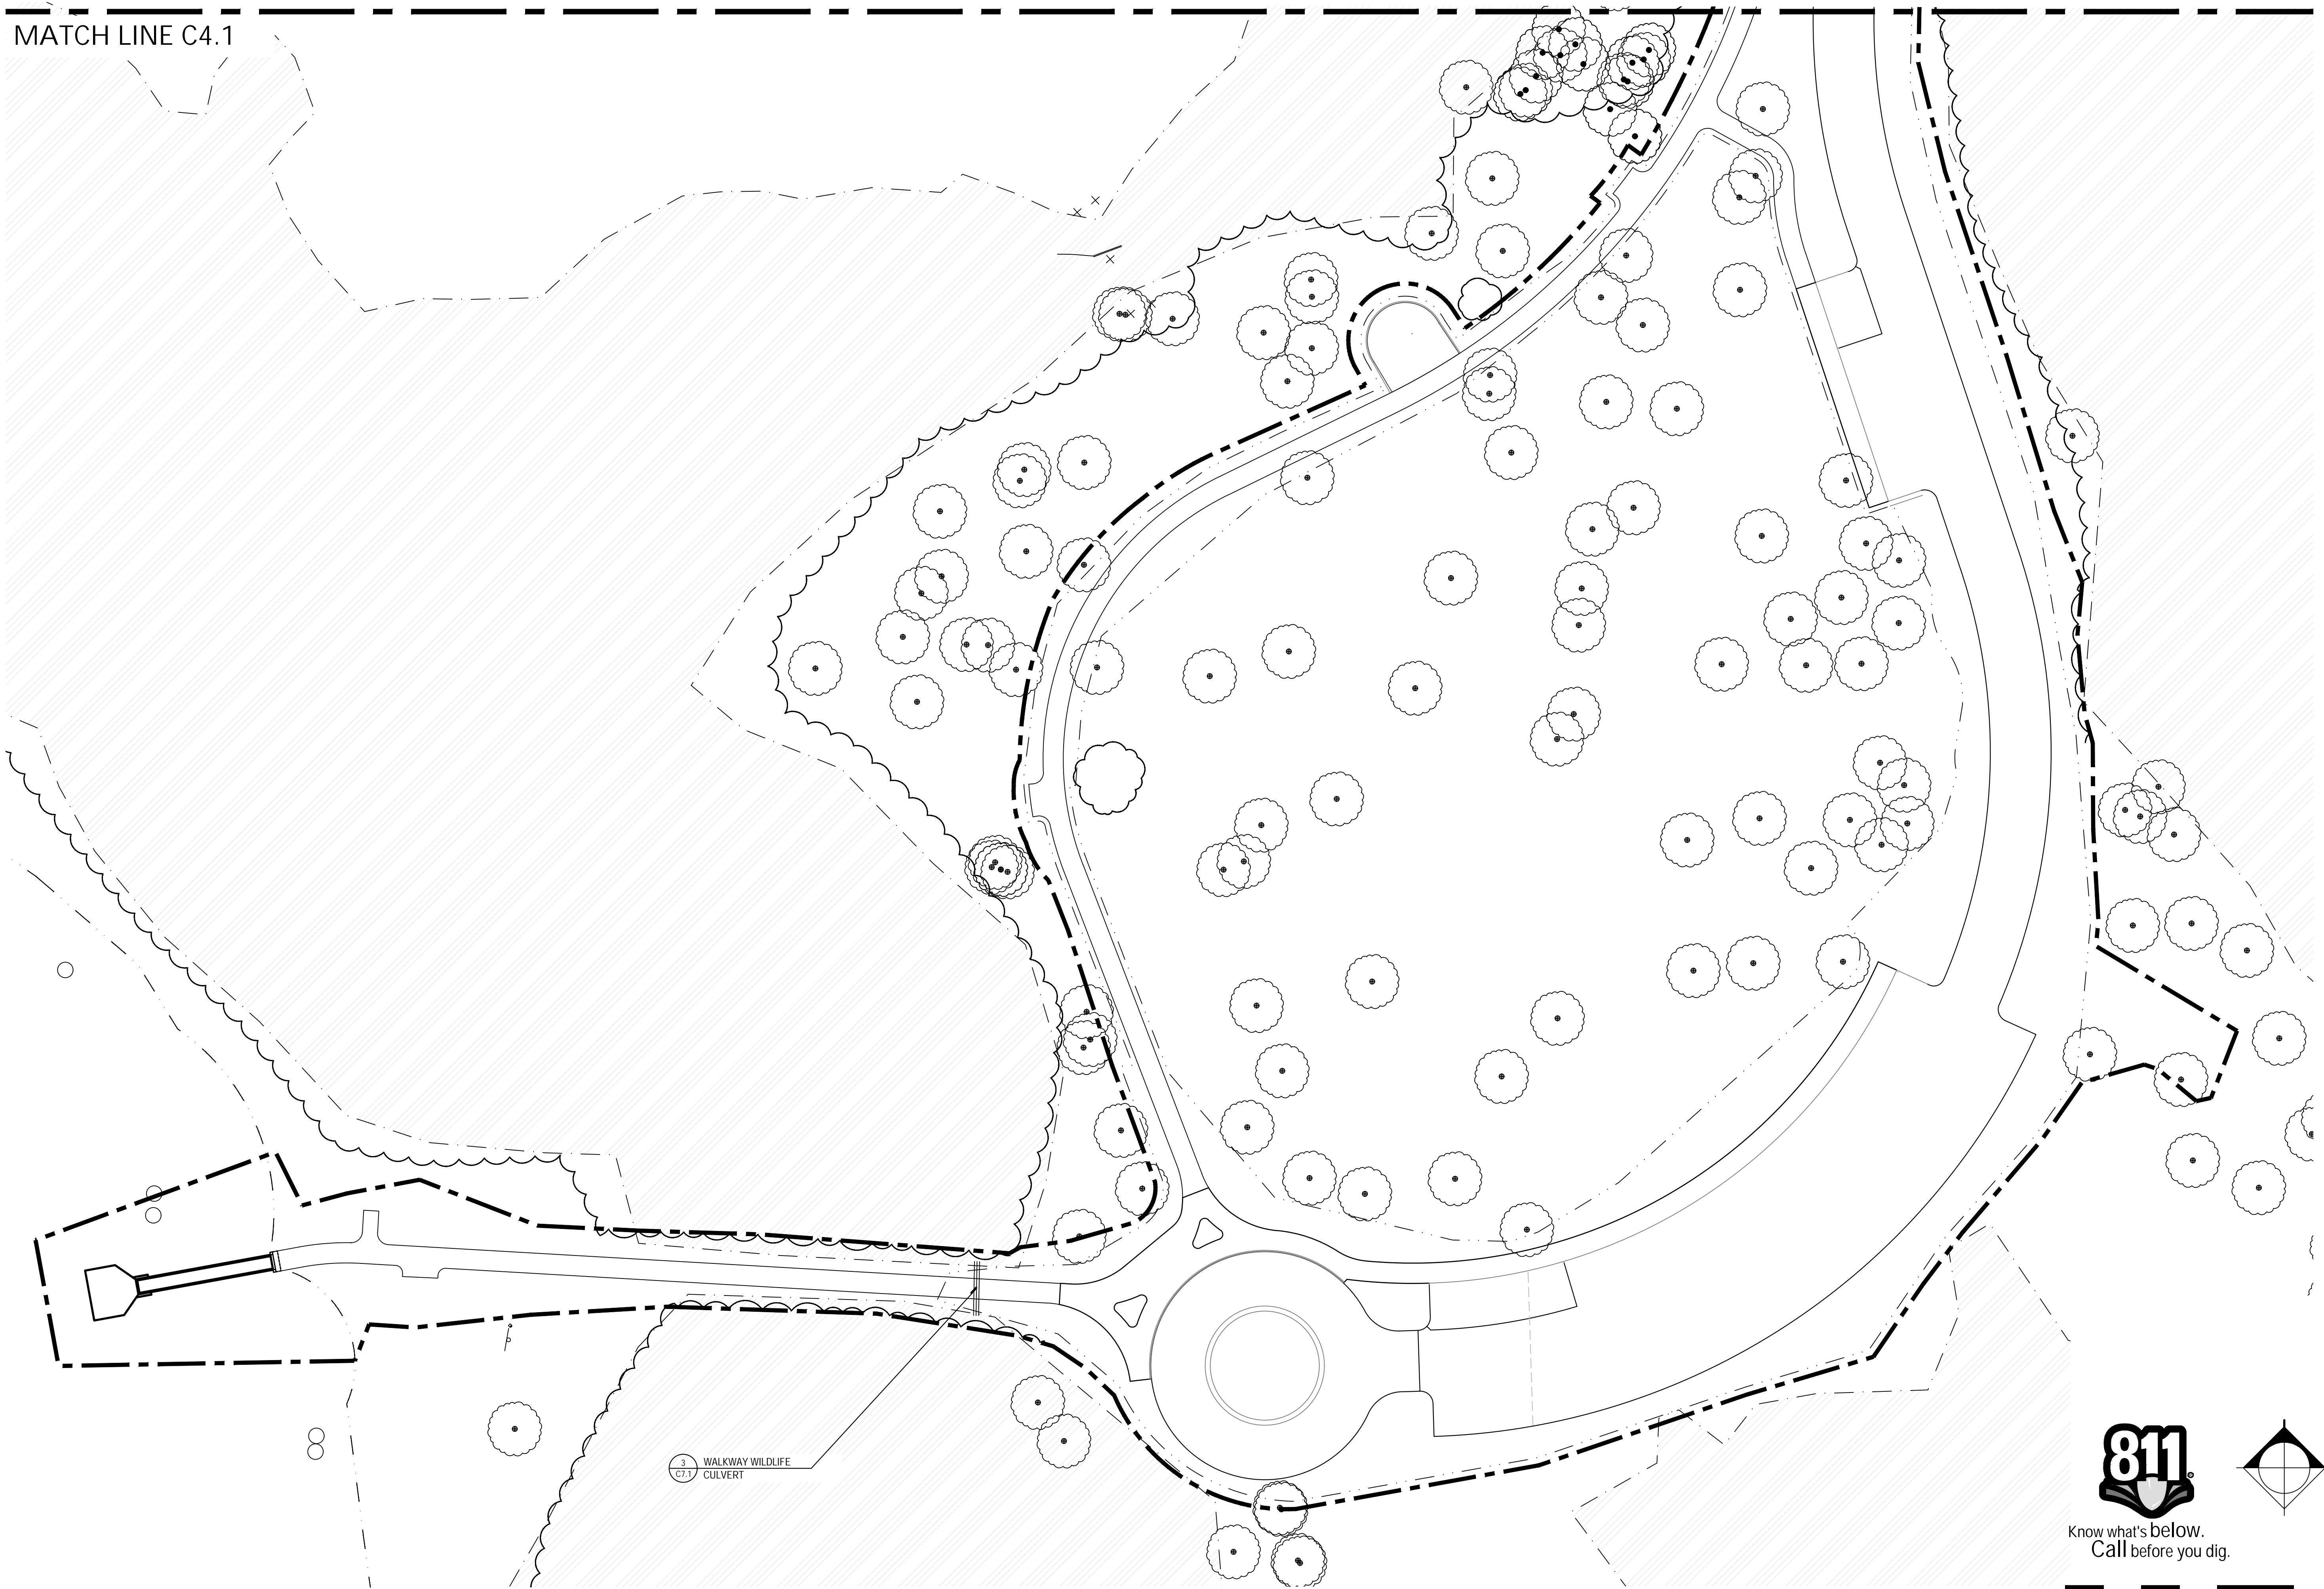 MATCH LINE C4.1
3
C7.1
WALKWAY WILDLIFE
CULVERT
811
Know what's below.
Call before you dig.